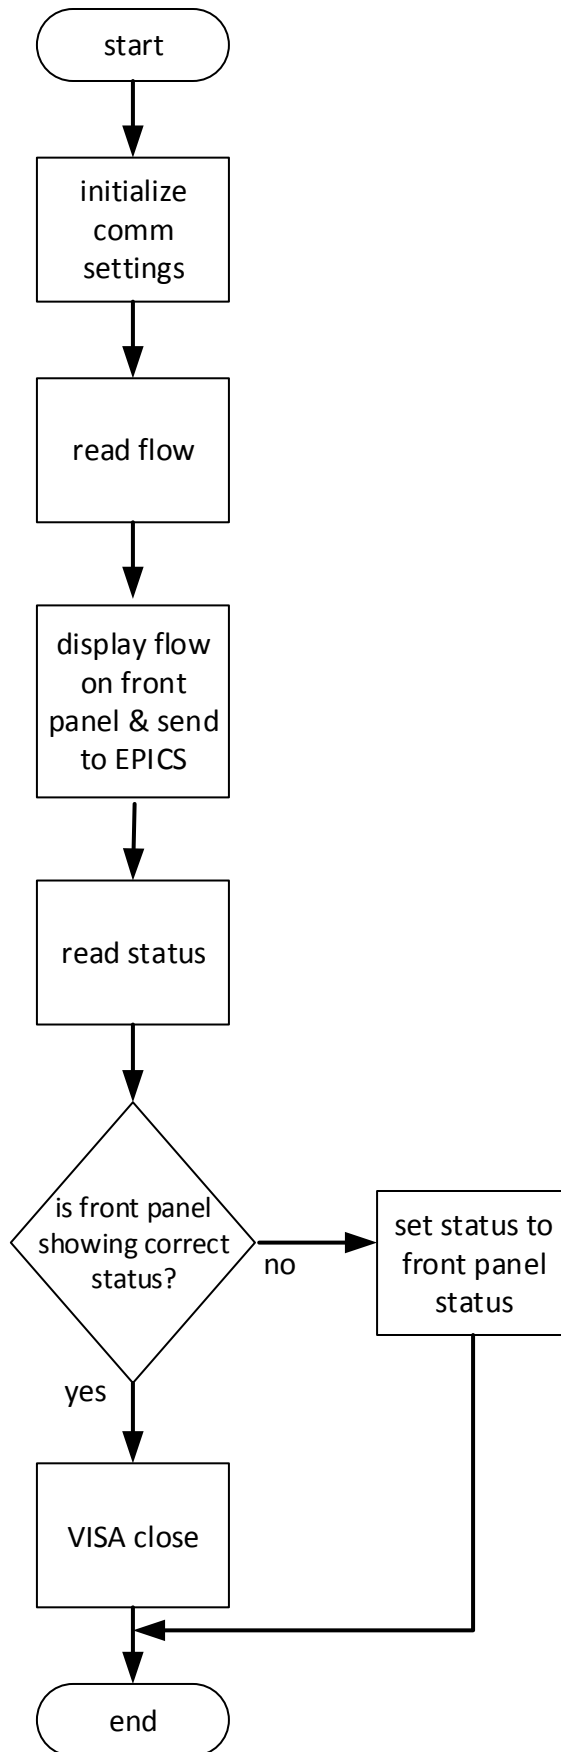 start
initialize
comm
settings
read flow
display flow
on front
panel & send
to EPICS
read status
is front panel
showing correct
status?
no
set status to
front panel
status
yes
VISA close
end